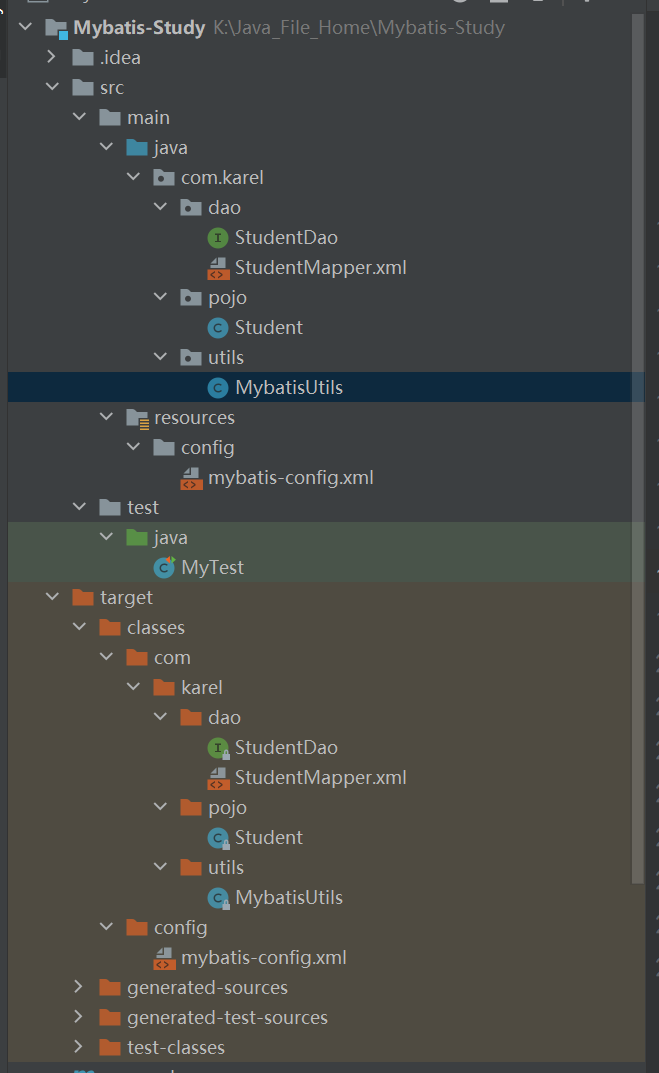 Mybatis-Study K:\Java_File_Home\Mybatis-Study
.idea
src
main
java
com.karel
dao
StudentDao
StudentMapper.xml
pojo
Student
utils
MybatisUtils
resources
config
mybatis-config.xml
test
java
MyTest
target
classes
com
karel
dao
StudentDao
StudentMapper.xml
pojo
Student
utils
MybatisUtils
config
mybatis-config.xml
generated-sources
generated-test-sources
test-classes